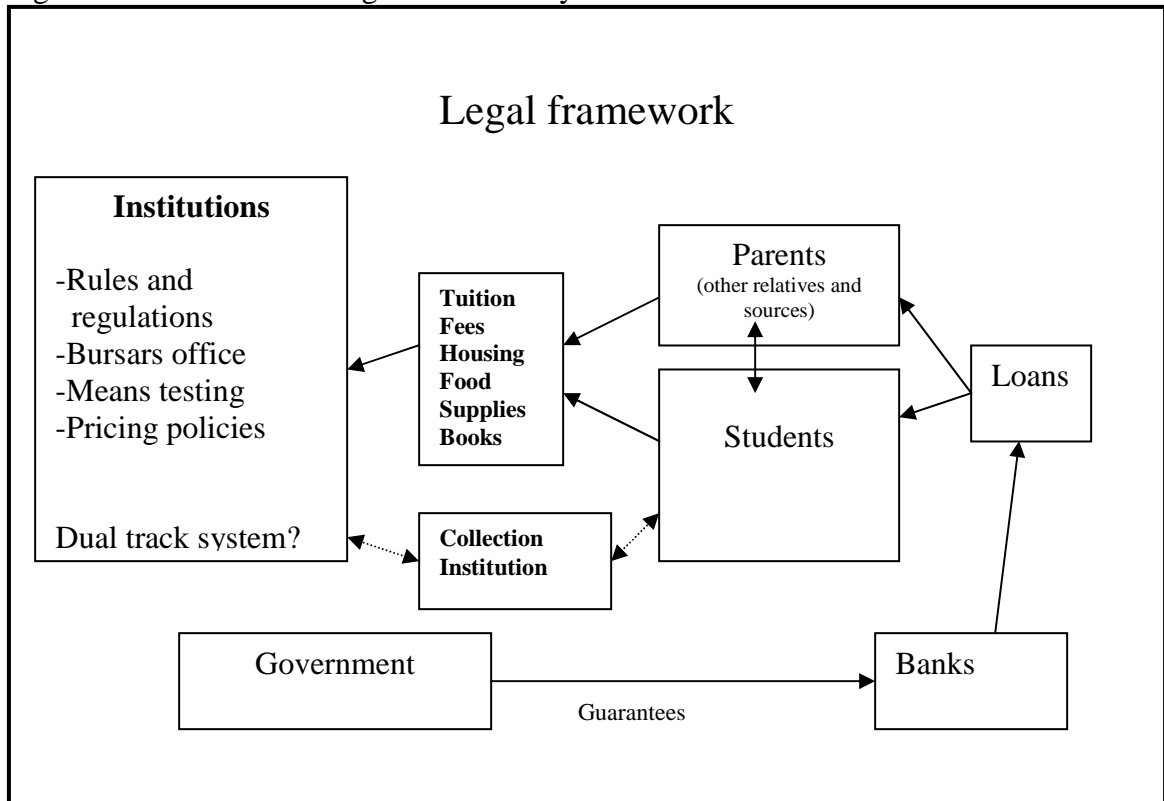 Legal framework
Institutions
-Rules and
regulations
-Bursars office
-Means testing
-Pricing policies
Dual track system?
Tuition
Fees
Housing
Food
Supplies
Books
Collection
Institution
Parents
(other relatives and
sources)
Students
Loans
Government
Guarantees
Banks